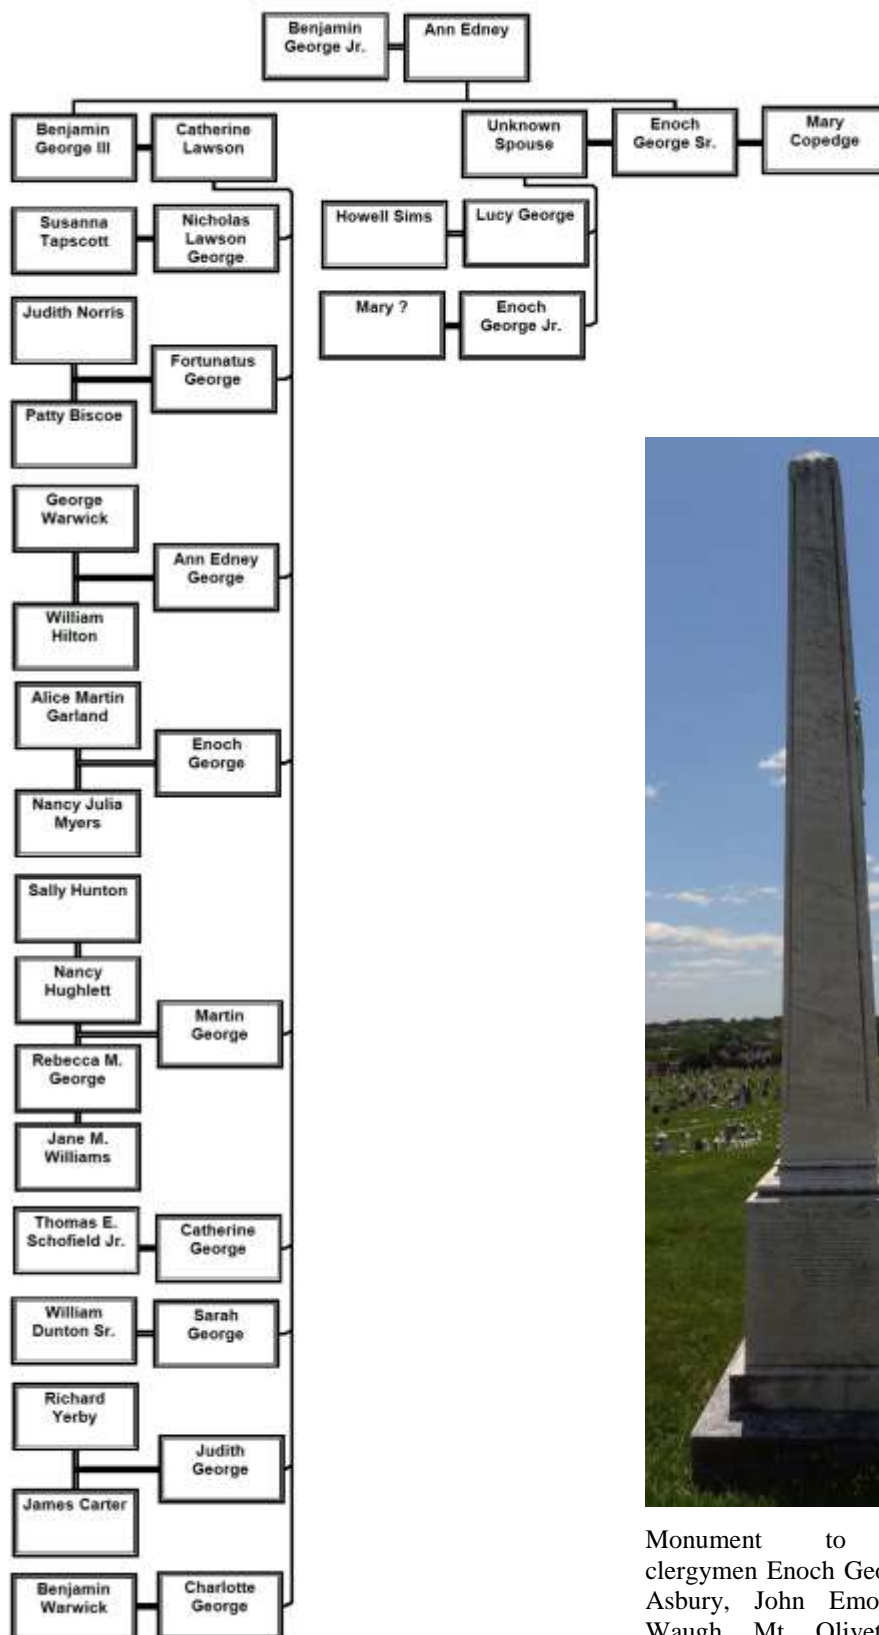 Benjamin
George Jr.
Ann Edney
Benjamin
George III
Catherine
Lawson
Unknown
Spouse
Enoch
George Sr.
Mary
Copedge
Susanna
Tapscott
Nicholas
Lawson
George
Howell Sims
Lucy George
Mary ?
Enoch
George Jr.
Judith Norris
Fortunatus
George
Patty Biscoe
George
Warwick
Ann Edney
George
William
Hilton
Alice Martin
Garland
Enoch
George
Nancy Julia
Myers
Sally Hunton
Nancy
Hughlett
Martin
George
Rebecca M.
George
Jane M.
Williams
Thomas E.
Schofield Jr.
Catherine
George
William
Dunton Sr.
Sarah
George
Richard
Yerby
Judith
George
James Carter
Benjamin
Warwick
Charlotte
George
Monument to
clergymen Enoch
Asbury, John
Waugh, Mt.